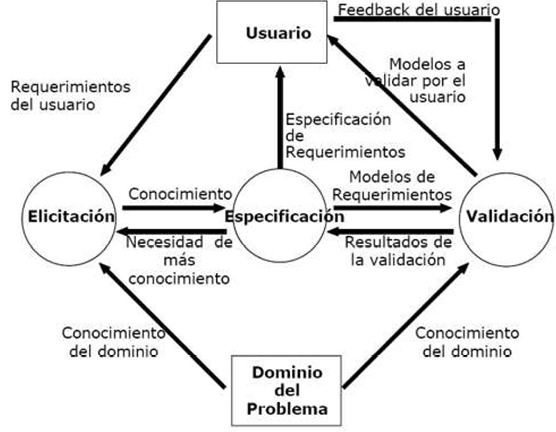 Feedback del usuario
Usuario
Requerimientos
del usuario
Modelos a
validar por el
usuario
Especificación
de
Requerimientos
Elicitación
Conocimiento
Necesidad de
más
conocimiento
Especificación
Modelos de
Requerimientos
Resultados de
la validación
Validación
Conocimiento
del dominio
Dominio
del
Problema
Conocimiento
del dominio